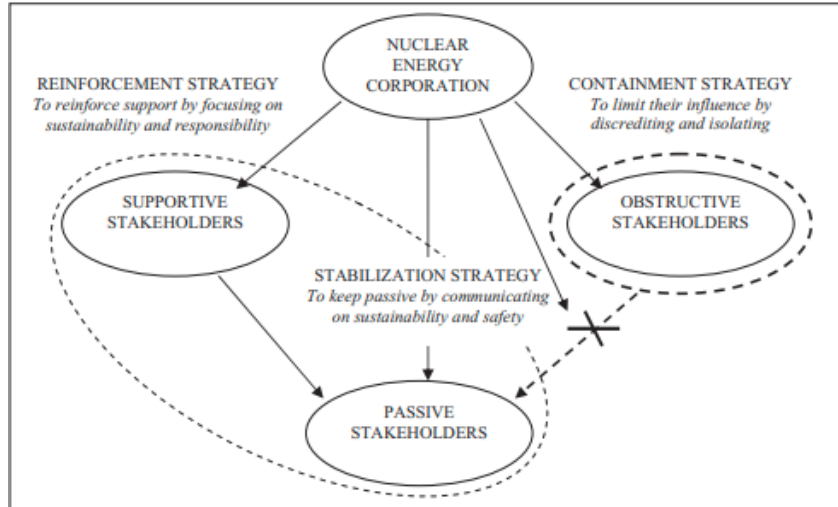 NUCLEAR
ENERGY
CORPORATION
REINFORCEMENT STRATEGY
To reinforce support by focusing on
sustainability and responsibility
CONTAINMENT STRATEGY
To limit their influence by
discrediting and isolating
SUPPORTIVE
STAKEHOLDERS
OBSTRUCTIVE
STAKEHOLDERS
STABILIZATION STRATEGY
To keep passive by communicating
on sustainability and safety
PASSIVE
STAKEHOLDERS